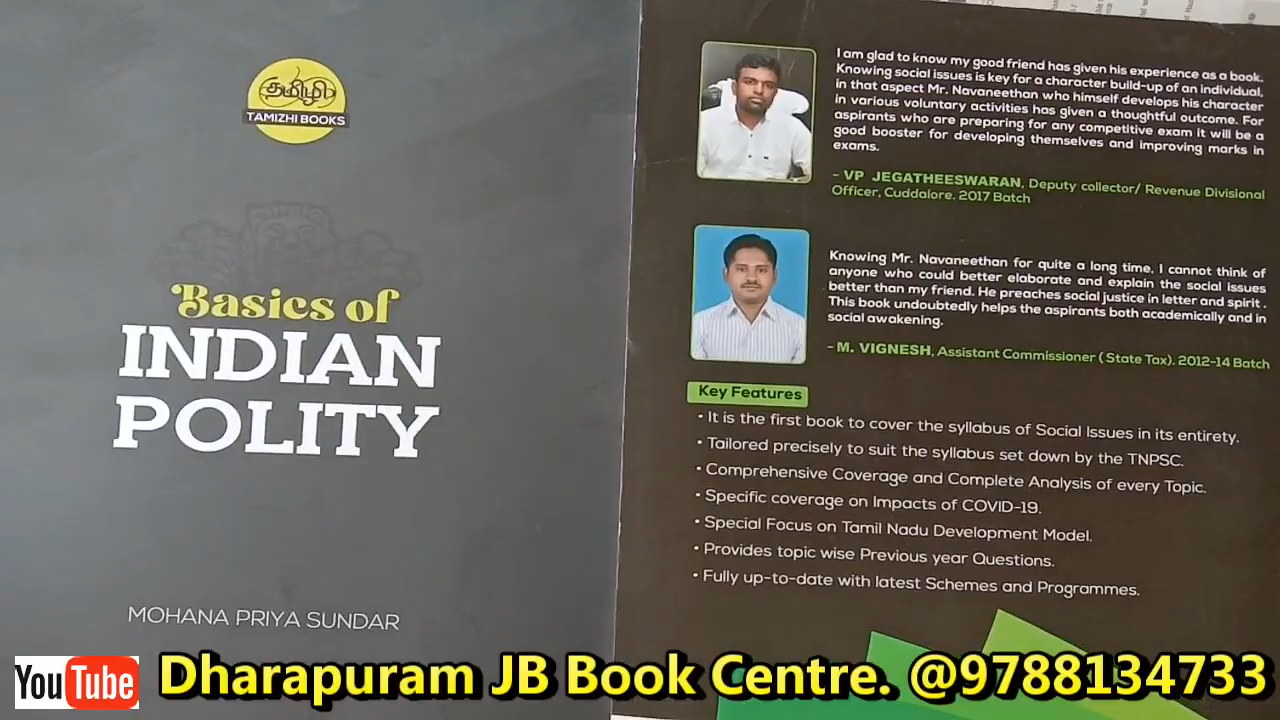 தமிழி
TAMIZHI BOOKS
Basics of
INDIAN
POLITY
MOHANA PRIYA SUNDAR
I am glad to know my good friend has given his experience as a book.
Knowing social issues is key for a character build-up of an individual,
in that aspect Mr. Navaneethan who himself develops his character
in various voluntary activities has given a thoughtful outcome. For
aspirants who are preparing for any competitive exam it will be a
good booster for developing themselves and improving marks in
exams.
- VP JEGATHEESWARAN, Deputy collector/ Revenue Divisional
Officer, Cuddalore. 2017 Batch
Knowing Mr. Navaneethan for quite a long time, I cannot think of
anyone who could better elaborate and explain the social issues
better than my friend. He preaches social justice in letter and spirit .
This book undoubtedly helps the aspirants both academically and in
social awakening.
- M. VIGNESH, Assistant Commissioner ( State Tax). 2012-14 Batch
Key Features
• It is the first book to cover the syllabus of Social Issues in its entirety.
• Tailored precisely to suit the syllabus set down by the TNPSC.
• Comprehensive Coverage and Complete Analysis of every Topic.
• Specific coverage on Impacts of COVID-19.
• Special Focus on Tamil Nadu Development Model.
• Provides topic wise Previous year Questions.
• Fully up-to-date with latest Schemes and Programmes.
YouTube Dharapuram JB Book Centre. @9788134733